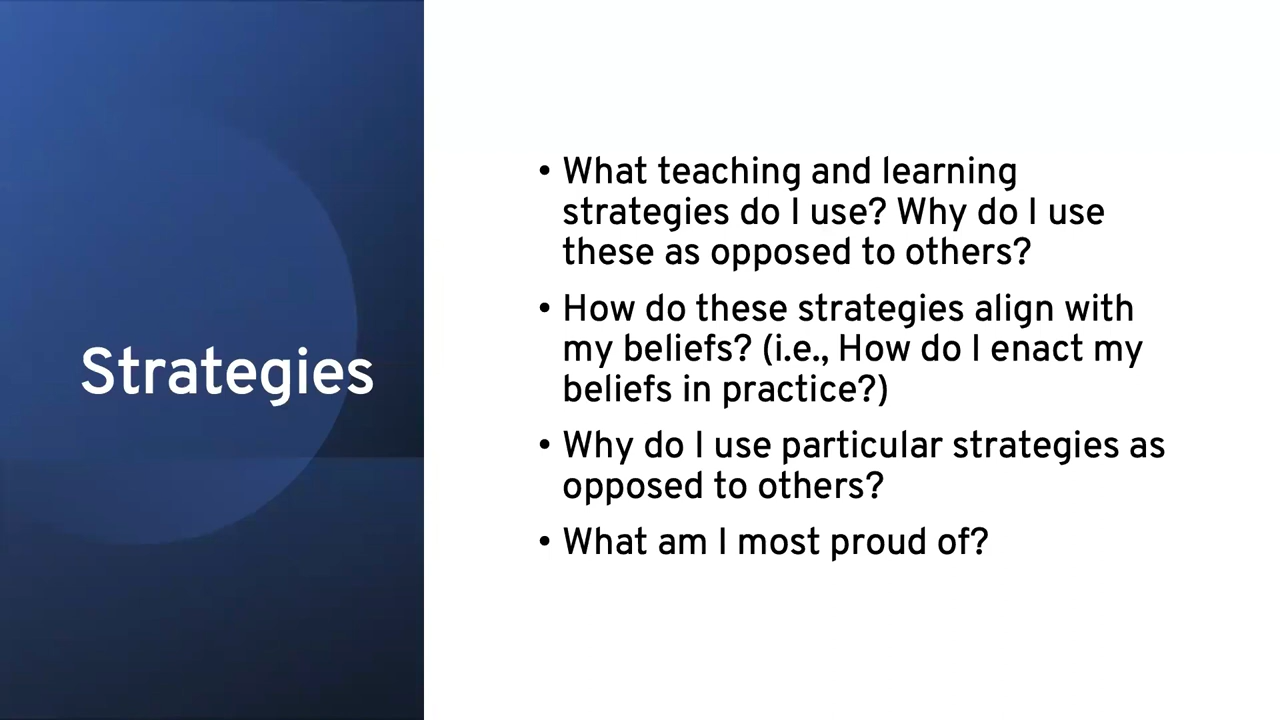 Strategies
• What teaching and learning
strategies do I use? Why do I use
these as opposed to others?
• How do these strategies align with
my beliefs? (i.e., How do I enact my
beliefs in practice?)
• Why do I use particular strategies as
opposed to others?
• What am I most proud of?